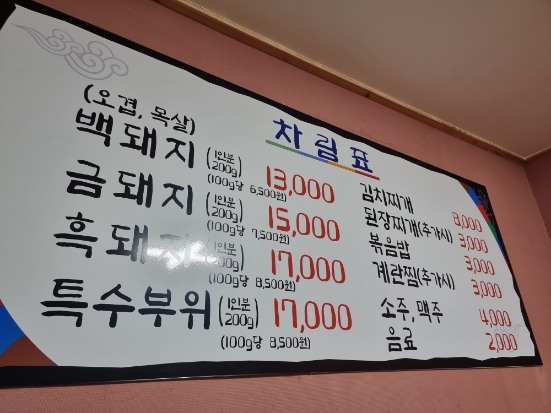 차림표
(오겹, 목살)
백돼지 (1인분 200g) 13,000
(100g당 6,500원)
금돼지 (1인분 200g) 15,000
(100g당 7,500원)
흑돼지 (1인분 200g) 17,000
(100g당 8,500원)
특수부위 (1인분 200g) 17,000
(100g당 8,500원)
김치찌개 3,000
된장찌개(추가시) 3,000
볶음밥 3,000
계란찜(추가시) 3,000
소주, 맥주 4,000
음료 2,000